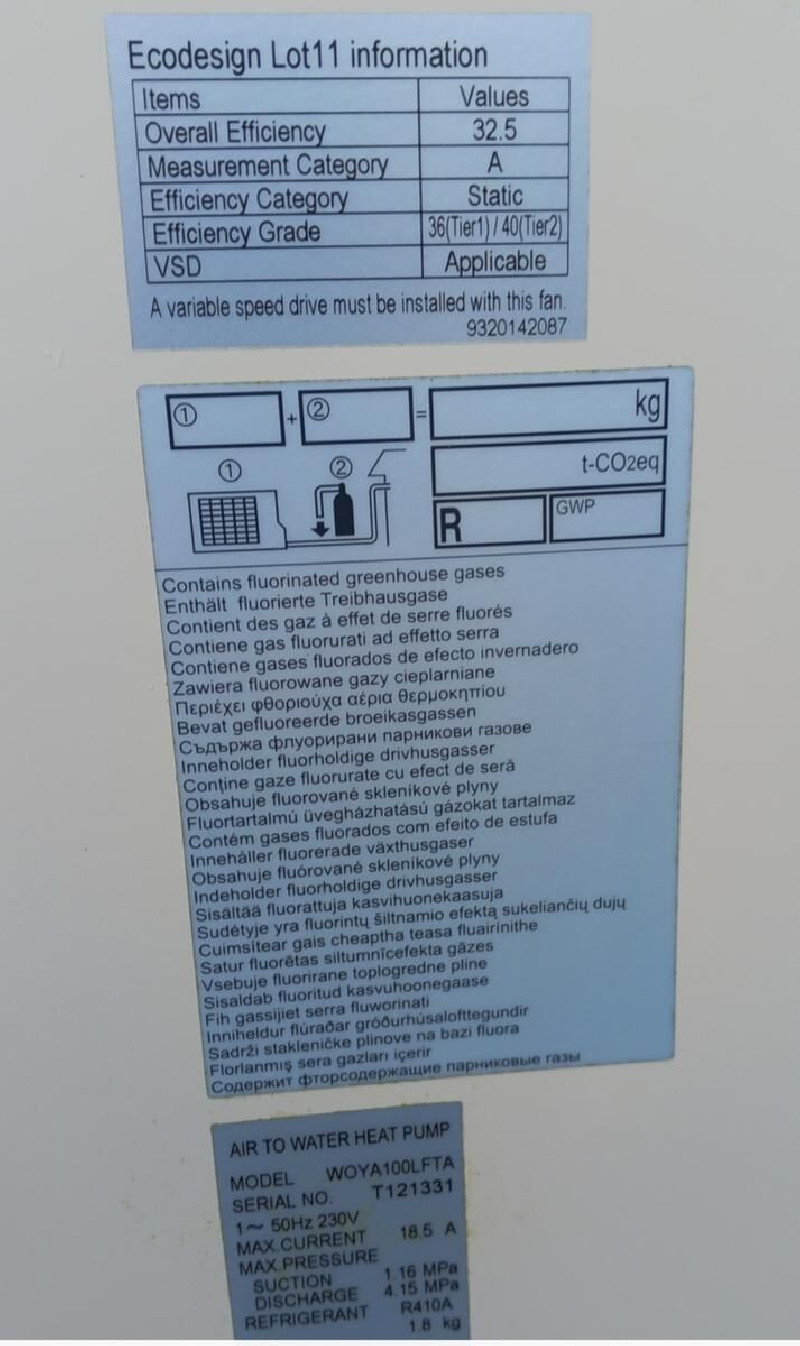 Ecodesign Lot11 information
Items Values
Overall Efficiency 32.5
Measurement Category A
Efficiency Category Static
Efficiency Grade 36(Tier1) / 40(Tier2)
VSD Applicable
A variable speed drive must be installed with this fan.
9320142087
① + ② = kg
① ② t-CO2eq
R GWP
Contains fluorinated greenhouse gases
Enthält fluorierte Treibhausgase
Contient des gaz à effet de serre fluorés
Contiene gas fluorurati ad effetto serra
Contiene gases fluorados de efecto invernadero
Zawiera fluorowane gazy cieplarniane
Περιέχει φθοριούχα αέρια θερμοκηπίου
Bevat gefluoreerde broeikasgassen
Съдържа флуорирани парникови газове
Inneholder fluorholdige drivhusgasser
Conţine gaze fluorurate cu efect de seră
Obsahuje fluorované skleníkové plyny
Fluortartalmú üvegházhatású gázokat tartalmaz
Contém gases fluorados com efeito de estufa
Innehåller fluorerade växthusgaser
Obsahuje fluórované skleníkové plyny
Indeholder fluorholdige drivhusgasser
Sisältää fluorattuja kasvihuonekaasuja
Sudėtyje yra fluorintų šiltnamio efektą sukeliančių dujų
Cuimsitear gais cheaptha teasa fluairinithe
Satur fluorētas siltumnīcefekta gāzes
Vsebuje fluorirane toplogredne pline
Sisaldab fluoritud kasvuhoonegaase
Fih gassijiet serra fluworinati
Inniheldur flúraðar gróðurhúsalofttegundir
Sadrži stakleničke plinove na bazi fluora
Florlanmış sera gazları içerir
Содержит фторсодержащие парниковые газы
AIR TO WATER HEAT PUMP
MODEL WOYA100LFTA
SERIAL NO. T121331
1~ 50Hz 230V
MAX.CURRENT 18.5 A
MAX.PRESSURE
SUCTION 1.16 MPa
DISCHARGE 4.15 MPa
REFRIGERANT R410A
1.8 kg